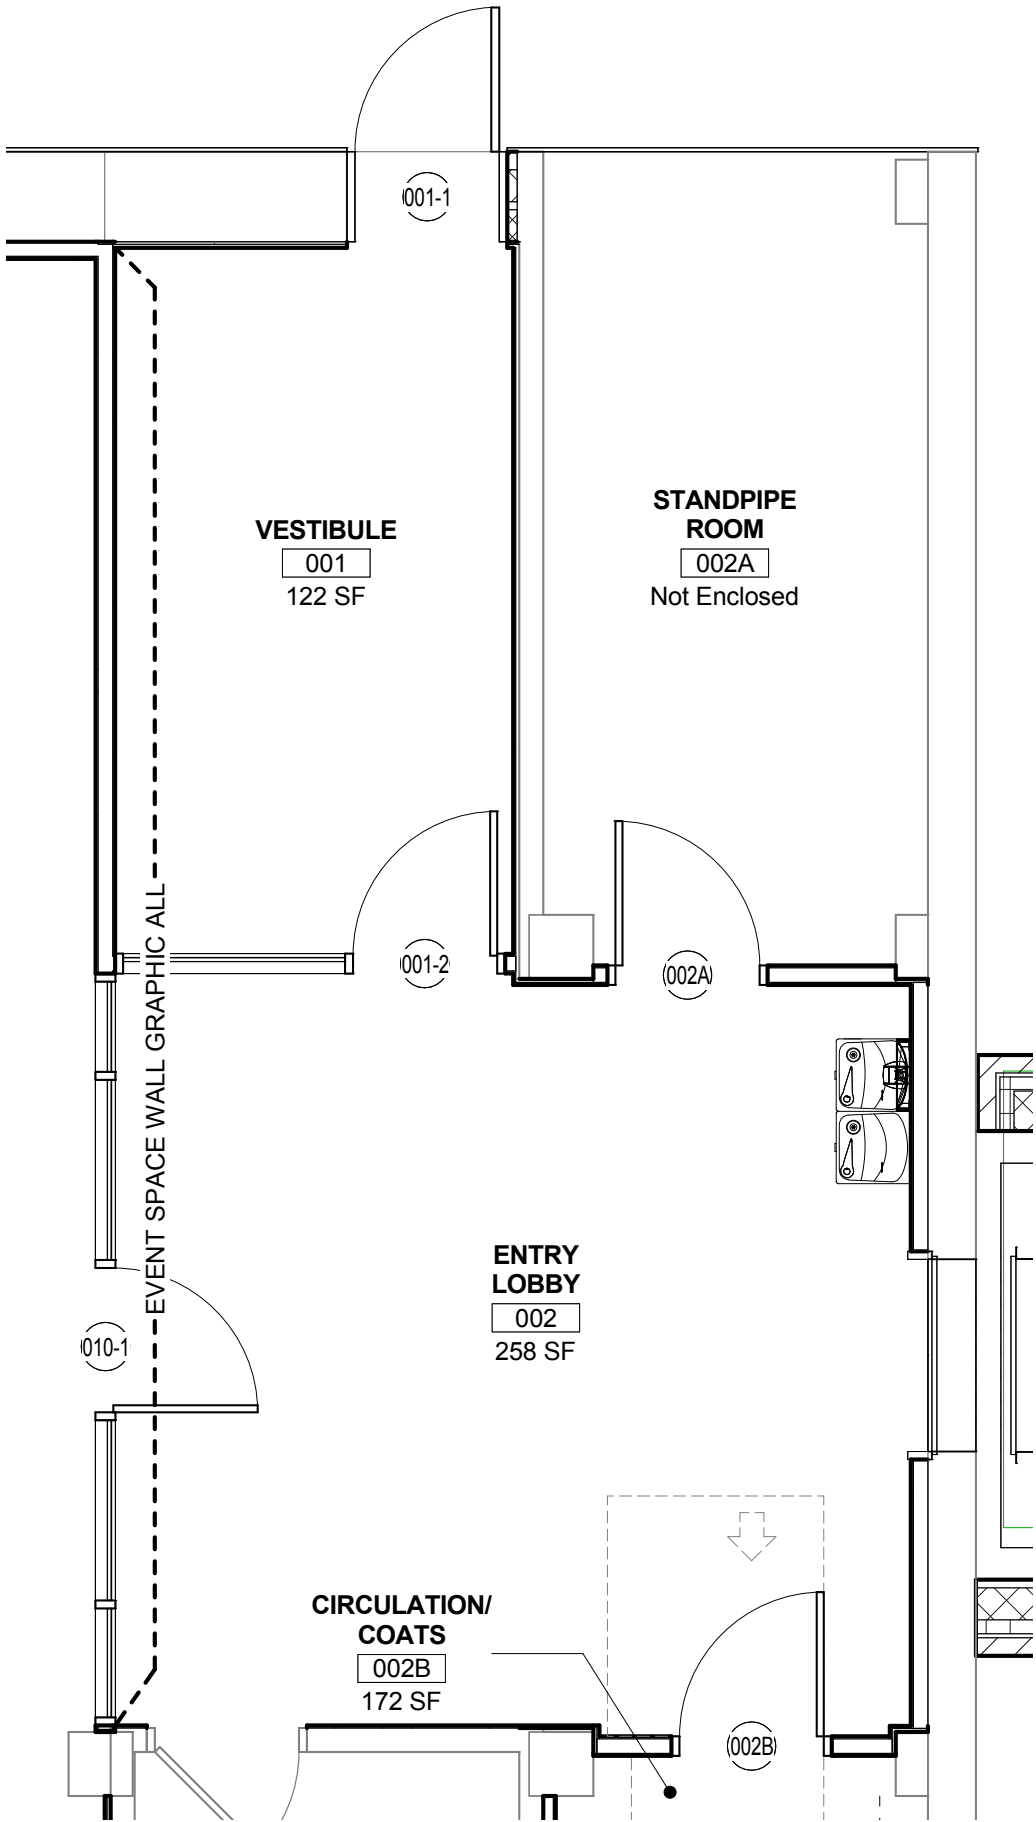 001-1
VESTIBULE
001
122 SF
STANDPIPE
ROOM
002A
Not Enclosed
EVENT SPACE WALL GRAPHIC ALL
001-2
002A
ENTRY
LOBBY
002
258 SF
010-1
CIRCULATION/
COATS
002B
172 SF
002B